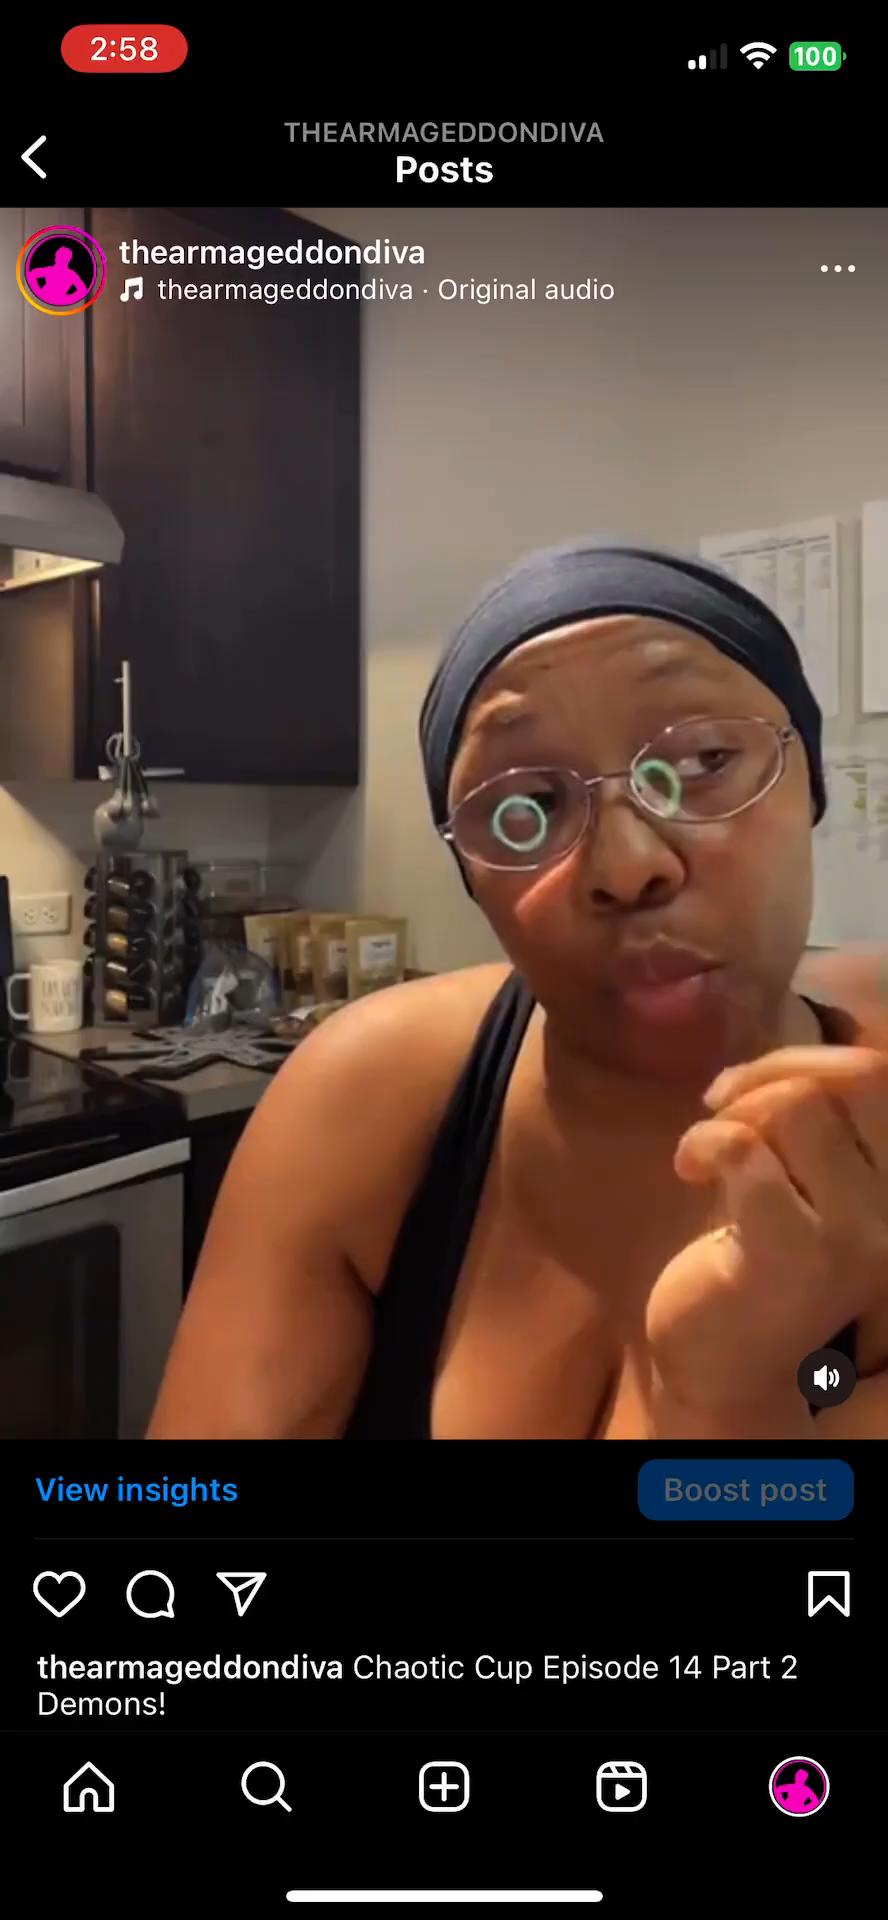 2:58
100
THEARMAGEDDONDIVA
Posts
thearmageddondiva
thearmageddondiva · Original audio
View insights
Boost post
thearmageddondiva Chaotic Cup Episode 14 Part 2
Demons!